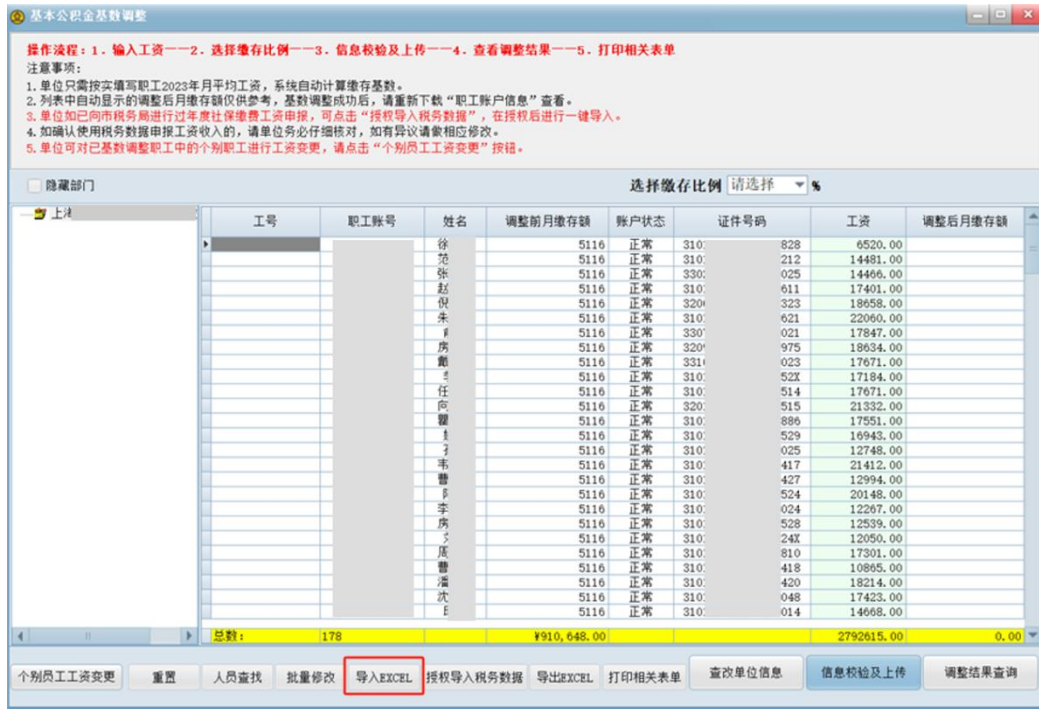 基本公积金基数调整
操作流程：1．输入工资——2．选择缴存比例——3．信息校验及上传——4．查看调整结果——5．打印相关表单
注意事项：
1.单位只需按实填写职工2023年月平均工资，系统自动计算缴存基数。
2.列表中自动显示的调整后月缴存额仅供参考，基数调整成功后，请重新下载“职工账户信息”查看。
3.单位如已向市税务局进行过年度社保缴费工资申报，可点击“授权导入税务数据”，在授权后进行一键导入。
4.如确认使用税务数据申报工资收入的，请单位务必仔细核对，如有异议请做相应修改。
5.单位可对已基数调整职工中的个别职工进行工资变更，请点击“个别员工工资变更”按钮。
隐藏部门 选择缴存比例 请选择 %
上海
工号 职工账号 姓名 调整前月缴存额 账户状态 证件号码 工资 调整后月缴存额
徐 5116 正常 310 828 6520.00
范 5116 正常 310 212 14481.00
张 5116 正常 330 025 14466.00
赵 5116 正常 310 611 17401.00
倪 5116 正常 320 323 18658.00
朱 5116 正常 310 621 22060.00
5116 正常 330 021 17847.00
房 5116 正常 320 975 18634.00
戴 5116 正常 331 023 17671.00
5116 正常 310 52X 17184.00
任 5116 正常 310 514 17671.00
向 5116 正常 320 515 21332.00
瞿 5116 正常 310 886 17551.00
5116 正常 310 529 16943.00
5116 正常 310 025 12748.00
韦 5116 正常 310 417 21412.00
曹 5116 正常 310 427 12994.00
5116 正常 310 524 20148.00
李 5116 正常 310 024 12267.00
房 5116 正常 310 528 12539.00
5116 正常 310 24X 12050.00
周 5116 正常 310 810 17301.00
曹 5116 正常 310 418 10865.00
潘 5116 正常 310 420 18214.00
沈 5116 正常 310 048 17423.00
5116 正常 310 014 14668.00
总数： 178 ¥910,648.00 2792615.00 0.00
个别员工工资变更 重置 人员查找 批量修改 导入EXCEL 授权导入税务数据 导出EXCEL 打印相关表单 查改单位信息 信息校验及上传 调整结果查询